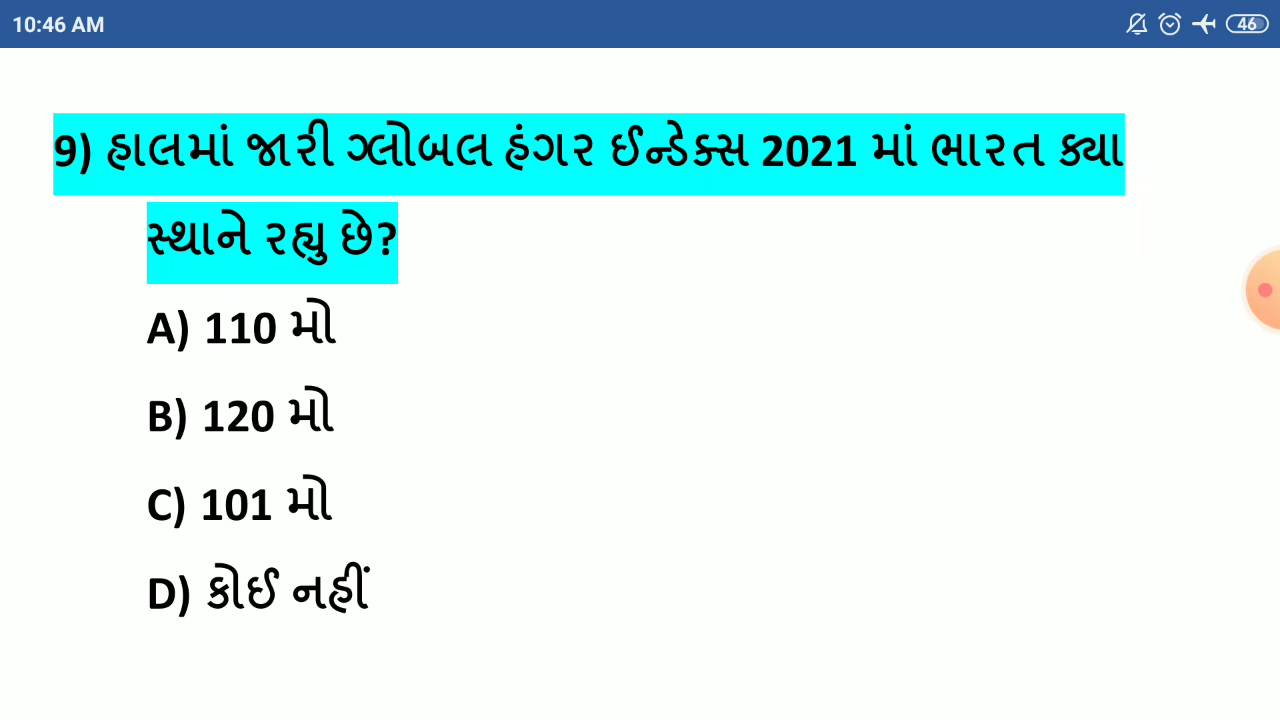 10:46 AM
46
9) હાલમાં જારી ગ્લોબલ હંગર ઈન્ડેક્સ 2021 માં ભારત ક્યા
સ્થાને રહ્યુ છે?
A) 110 મો
B) 120 મો
C) 101 મો
D) કોઈ નહીં